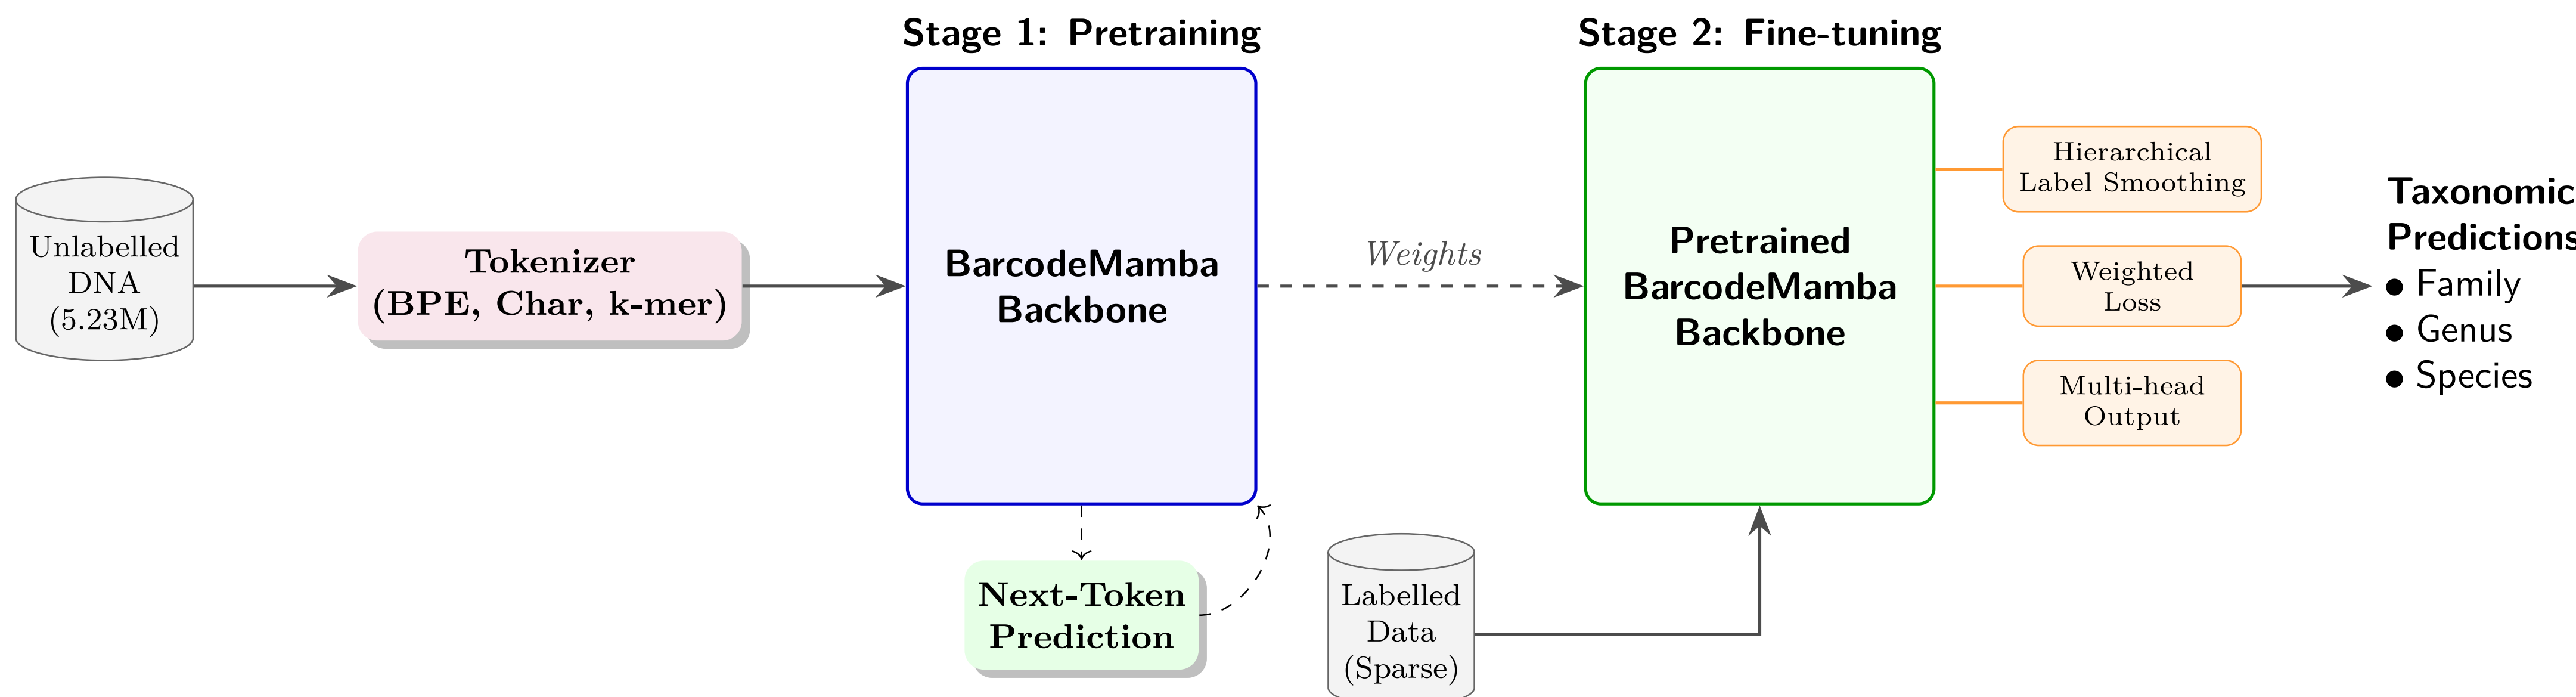 Stage 1: Pretraining
Stage 2: Fine-tuning
Unlabelled
DNA
(5.23M)
Tokenizer
(BPE, Char, k-mer)
BarcodeMamba
Backbone
Weights
Pretrained
BarcodeMamba
Backbone
Hierarchical
Label Smoothing
Weighted
Loss
Multi-head
Output
Taxonomic
Predictions
• Family
• Genus
• Species
Next-Token
Prediction
Labelled
Data
(Sparse)